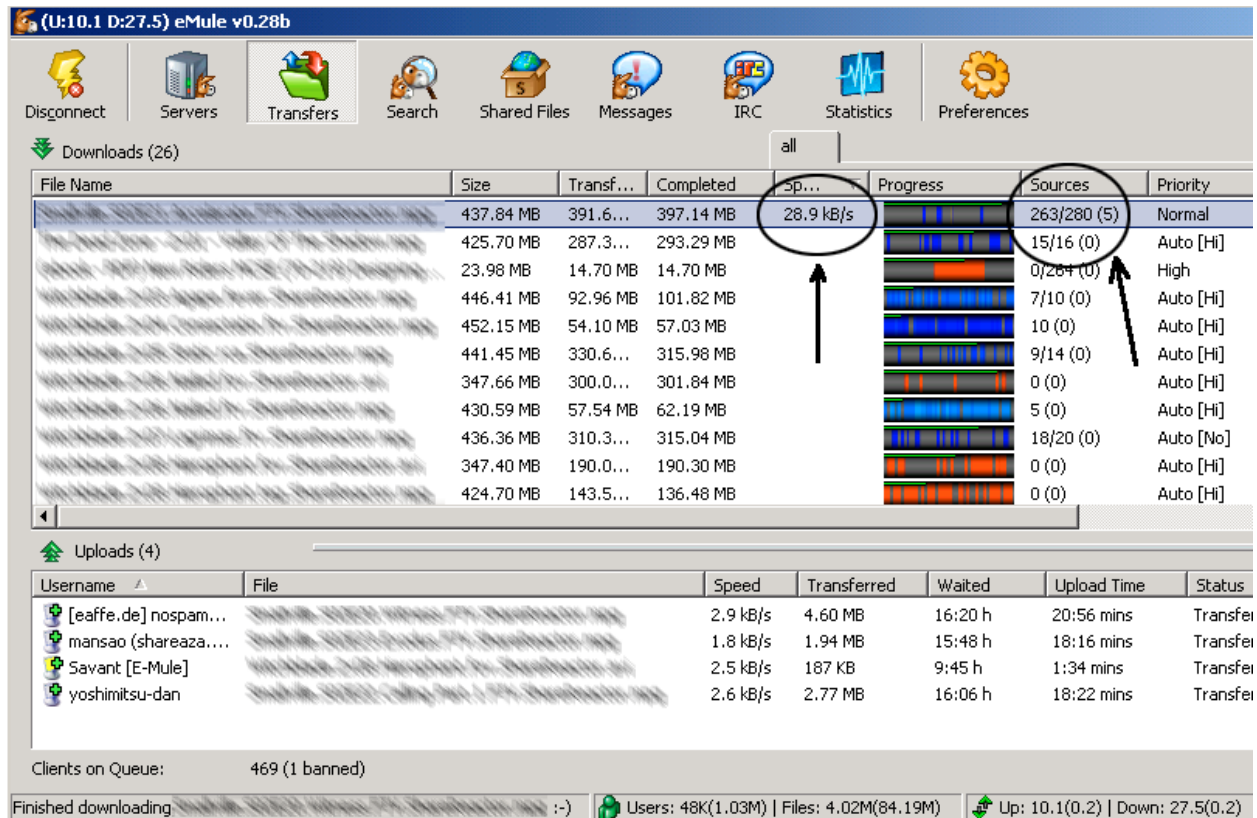 (U:10.1 D:27.5) eMule v0.28b
Disconnect Servers Transfers Search Shared Files Messages IRC Statistics Preferences
Downloads (26) all
File Name Size Transf... Completed Sp... Progress Sources Priority
437.84 MB 391.6... 397.14 MB 28.9 kB/s 263/280 (5) Normal
425.70 MB 287.3... 293.29 MB 15/16 (0) Auto [Hi]
23.98 MB 14.70 MB 14.70 MB 0/264 (0) High
446.41 MB 92.96 MB 101.82 MB 7/10 (0) Auto [Hi]
452.15 MB 54.10 MB 57.03 MB 10 (0) Auto [Hi]
441.45 MB 330.6... 315.98 MB 9/14 (0) Auto [Hi]
347.66 MB 300.0... 301.84 MB 0 (0) Auto [Hi]
430.59 MB 57.54 MB 62.19 MB 5 (0) Auto [Hi]
436.36 MB 310.3... 315.04 MB 18/20 (0) Auto [No]
347.40 MB 190.0... 190.30 MB 0 (0) Auto [Hi]
424.70 MB 143.5... 136.48 MB 0 (0) Auto [Hi]
Uploads (4)
Username File Speed Transferred Waited Upload Time Status
[eaffe.de] nospam... 2.9 kB/s 4.60 MB 16:20 h 20:56 mins Transfer
mansao (shareaza.... 1.8 kB/s 1.94 MB 15:48 h 18:16 mins Transfer
Savant [E-Mule] 2.5 kB/s 187 KB 9:45 h 1:34 mins Transfer
yoshimitsu-dan 2.6 kB/s 2.77 MB 16:06 h 18:22 mins Transfer
Clients on Queue: 469 (1 banned)
Finished downloading :-) Users: 48K(1.03M) | Files: 4.02M(84.19M) Up: 10.1(0.2) | Down: 27.5(0.2)